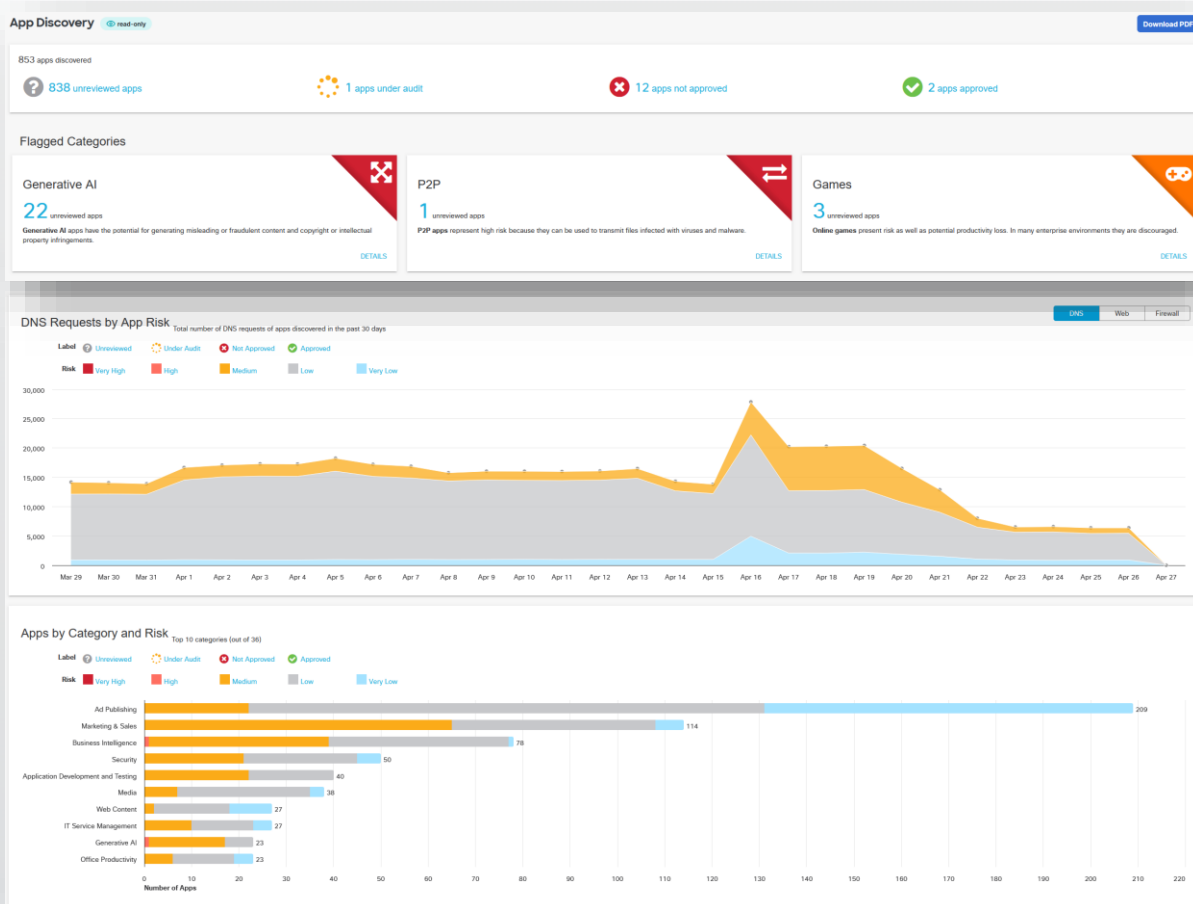 App Discovery read-only
Download PDF
853 apps discovered
838 unreviewed apps
1 apps under audit
12 apps not approved
2 apps approved
Flagged Categories
Generative AI
22 unreviewed apps
Generative AI apps have the potential for generating misleading or fraudulent content and copyright or intellectual
property infringements.
DETAILS
P2P
1 unreviewed apps
P2P apps represent high risk because they can be used to transmit files infected with viruses and malware.
DETAILS
Games
3 unreviewed apps
Online games present risk as well as potential productivity loss. In many enterprise environments they are discouraged.
DETAILS
DNS Requests by App Risk Total number of DNS requests of apps discovered in the past 30 days
DNS Web Firewall
Label Unreviewed Under Audit Not Approved Approved
Risk Very High High Medium Low Very Low
30,000
25,000
20,000
15,000
10,000
5,000
0
Mar 29 Mar 30 Mar 31 Apr 1 Apr 2 Apr 3 Apr 4 Apr 5 Apr 6 Apr 7 Apr 8 Apr 9 Apr 10 Apr 11 Apr 12 Apr 13 Apr 14 Apr 15 Apr 16 Apr 17 Apr 18 Apr 19 Apr 20 Apr 21 Apr 22 Apr 23 Apr 24 Apr 25 Apr 26 Apr 27
Apps by Category and Risk Top 10 categories (out of 36)
Label Unreviewed Under Audit Not Approved Approved
Risk Very High High Medium Low Very Low
Ad Publishing 209
Marketing & Sales 114
Business Intelligence 78
Security 50
Application Development and Testing 40
Media 38
Web Content 27
IT Service Management 27
Generative AI 23
Office Productivity 23
0 10 20 30 40 50 60 70 80 90 100 110 120 130 140 150 160 170 180 190 200 210 220
Number of Apps